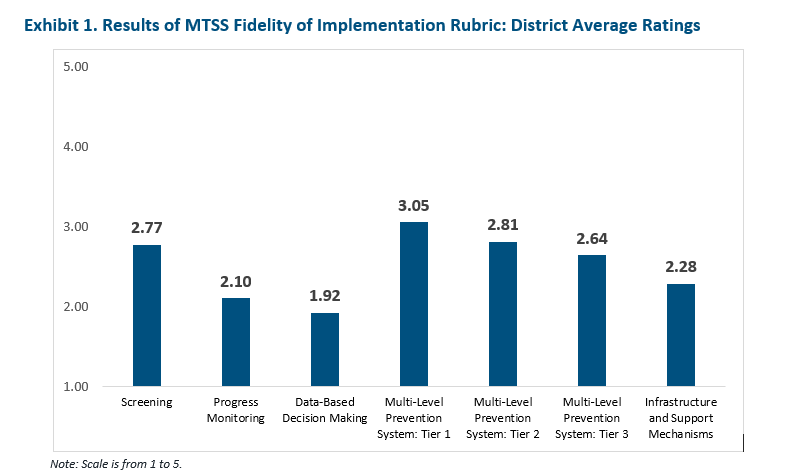 Exhibit 1. Results of MTSS Fidelity of Implementation Rubric: District Average Ratings
5.00
4.00
3.00
2.00
1.00
2.77
2.10
1.92
3.05
2.81
2.64
2.28
Screening
Progress
Monitoring
Data-Based
Decision Making
Multi-Level
Prevention
System: Tier 1
Multi-Level
Prevention
System: Tier 2
Multi-Level
Prevention
System: Tier 3
Infrastructure
and Support
Mechanisms
Note: Scale is from 1 to 5.